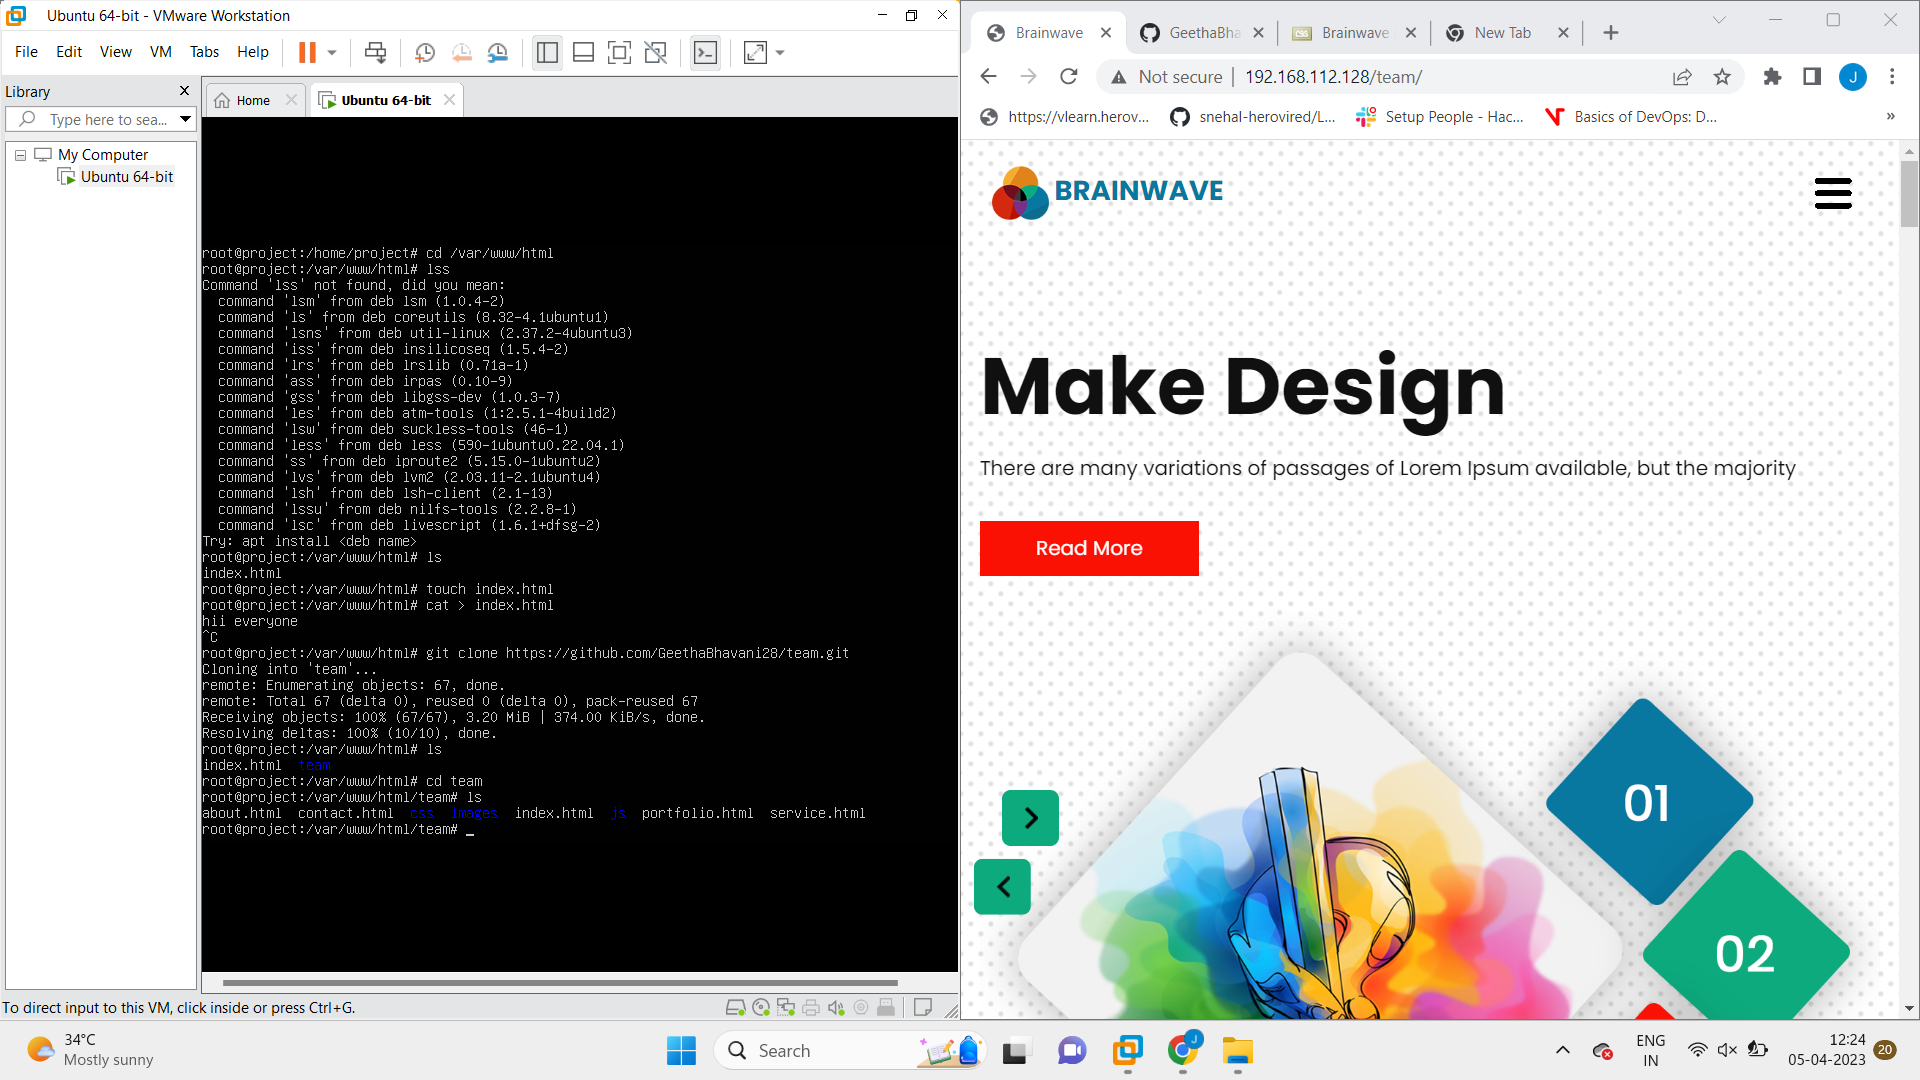 Ubuntu 64-bit - VMware Workstation
File Edit View VM Tabs Help
Library
Type here to sea...
My Computer
Ubuntu 64-bit
Home
Ubuntu 64-bit
root@project:/home/project# cd /var/www/html
root@project:/var/www/html# lss
Command 'lss' not found, did you mean:
  command 'lsm' from deb lsm (1.0.4-2)
  command 'ls' from deb coreutils (8.32-4.1ubuntu1)
  command 'lsns' from deb util-linux (2.37.2-4ubuntu3)
  command 'iss' from deb insilicoseq (1.5.4-2)
  command 'lrs' from deb lrslib (0.71a-1)
  command 'ass' from deb irpas (0.10-9)
  command 'gss' from deb libgss-dev (1.0.3-7)
  command 'les' from deb atm-tools (1:2.5.1-4build2)
  command 'lsw' from deb suckless-tools (46-1)
  command 'less' from deb less (590-1ubuntu0.22.04.1)
  command 'ss' from deb iproute2 (5.15.0-1ubuntu2)
  command 'lvs' from deb lvm2 (2.03.11-2.1ubuntu4)
  command 'lsh' from deb lsh-client (2.1-13)
  command 'lssu' from deb nilfs-tools (2.2.8-1)
  command 'lsc' from deb livescript (1.6.1+dfsg-2)
Try: apt install <deb name>
root@project:/var/www/html# ls
index.html
root@project:/var/www/html# touch index.html
root@project:/var/www/html# cat > index.html
hii everyone
^C
root@project:/var/www/html# git clone https://github.com/GeethaBhavani28/team.git
Cloning into 'team'...
remote: Enumerating objects: 67, done.
remote: Total 67 (delta 0), reused 0 (delta 0), pack-reused 67
Receiving objects: 100% (67/67), 3.20 MiB | 374.00 KiB/s, done.
Resolving deltas: 100% (10/10), done.
root@project:/var/www/html# ls
index.html  team
root@project:/var/www/html# cd team
root@project:/var/www/html/team# ls
about.html  contact.html  css  images  index.html  js  portfolio.html  service.html
root@project:/var/www/html/team# _
To direct input to this VM, click inside or press Ctrl+G.
Brainwave
GeethaBha
Brainwave
New Tab
Not secure | 192.168.112.128/team/
J
https://vlearn.herov...
snehal-herovired/L...
Setup People - Hac...
Basics of DevOps: D...
»
BRAINWAVE
Make Design
There are many variations of passages of Lorem Ipsum available, but the majority
Read More
01
02
34°C
Mostly sunny
Search
J
ENG
IN
12:24
05-04-2023
20